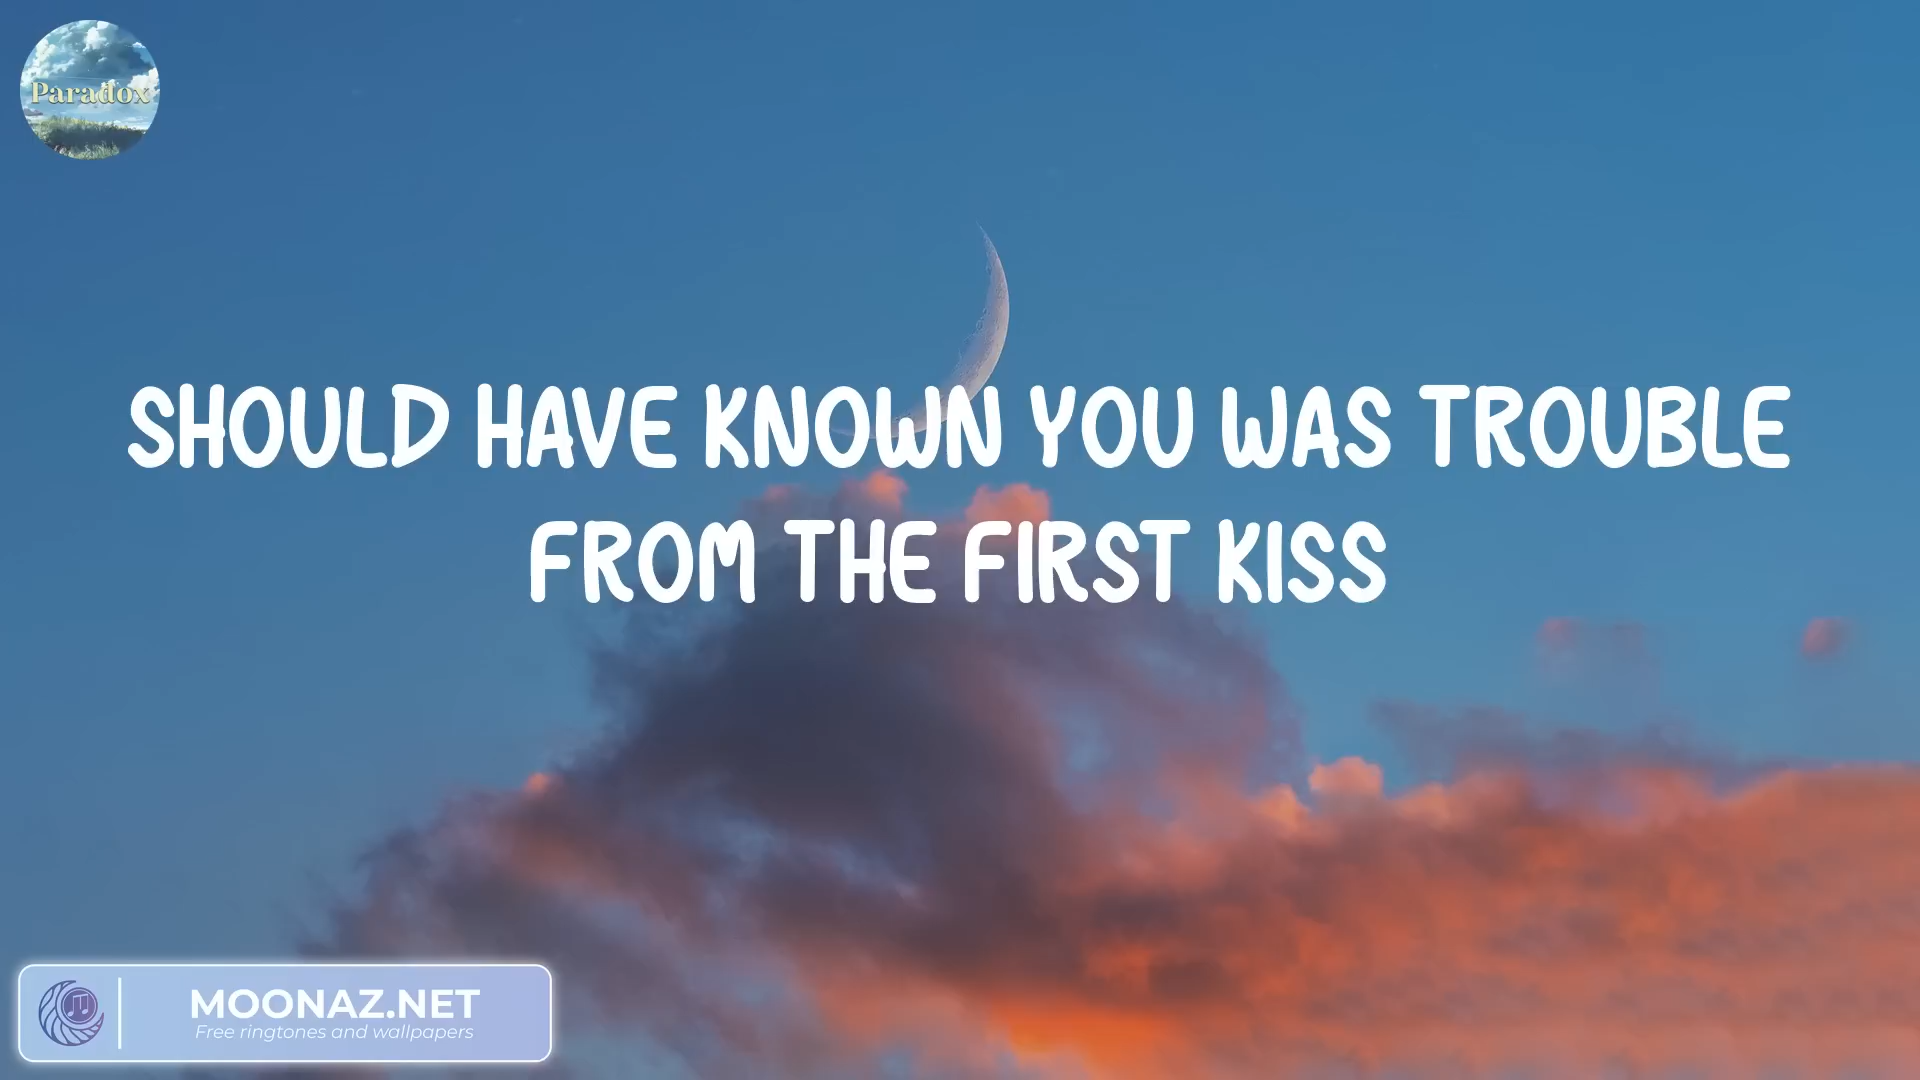 Paradox
SHOULD HAVE KNOWN YOU WAS TROUBLE
FROM THE FIRST KISS
MOONAZ.NET
Free ringtones and wallpapers